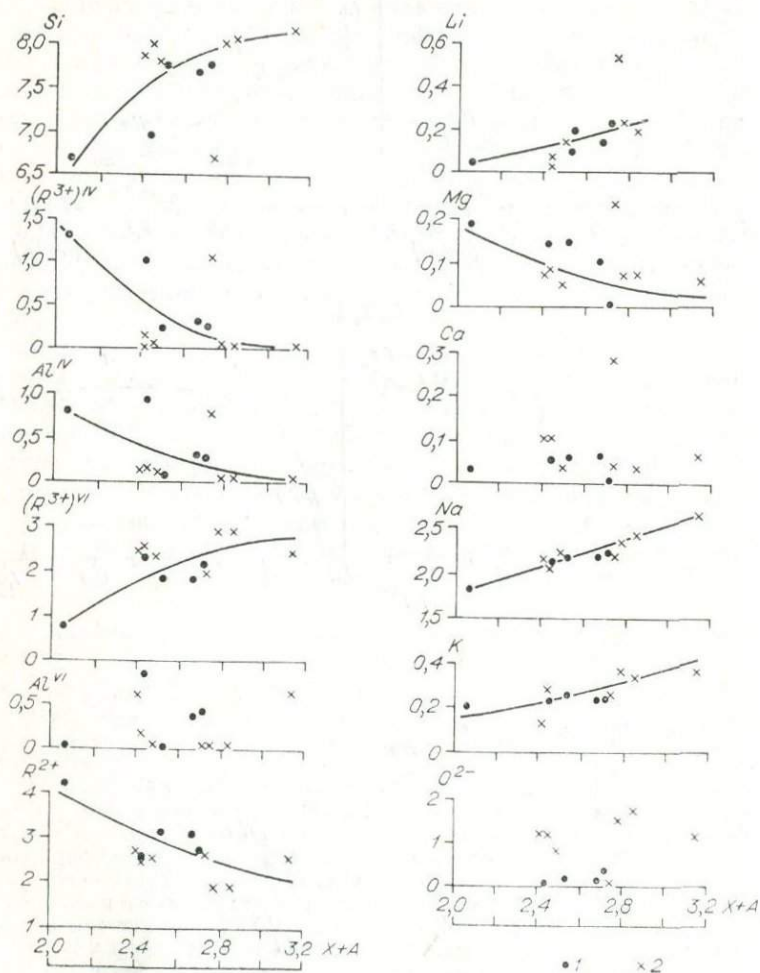 Si
8,0
7,5
7,0
6,5
(R³⁺)ᴵⱽ
1,5
1,0
0,5
0
Alᴵⱽ
1,0
0,5
0
(R³⁺)ⱽᴵ
3
2
1
0
Alⱽᴵ
0,5
0
R²⁺
4
3
2
1
2,0 2,4 2,8 3,2 X+A
Li
0,6
0,4
0,2
0
Mg
0,2
0,1
0
Ca
0,3
0,2
0,1
0
Na
2,5
2,0
1,5
K
0,4
0,2
0
O²⁻
2
1
0
2,0 2,4 2,8 3,2 X+A
• 1 × 2